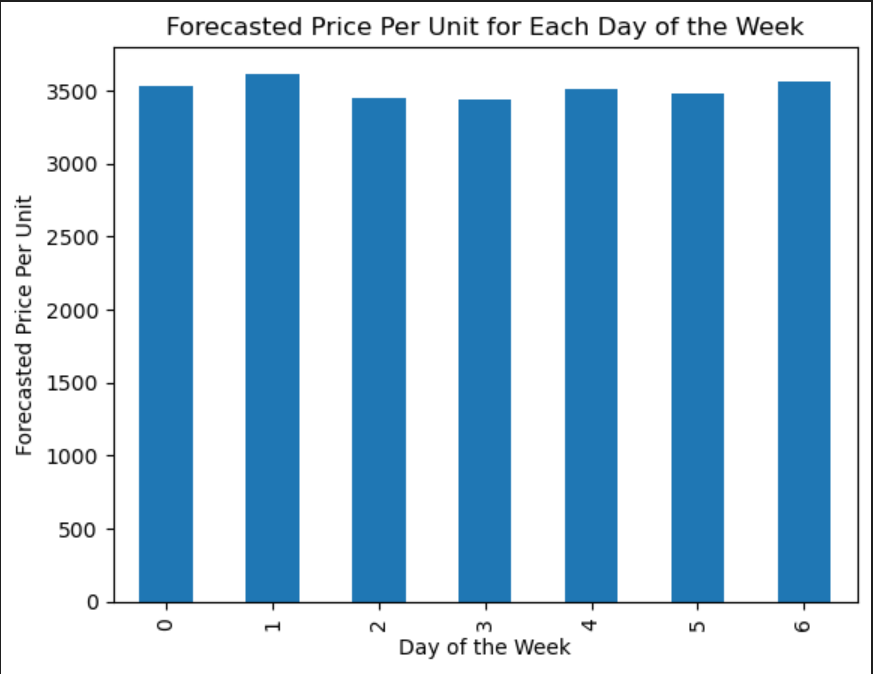 Forecasted Price Per Unit for Each Day of the Week
Forecasted Price Per Unit
3500
3000
2500
2000
1500
1000
500
0
0 1 2 3 4 5 6
Day of the Week